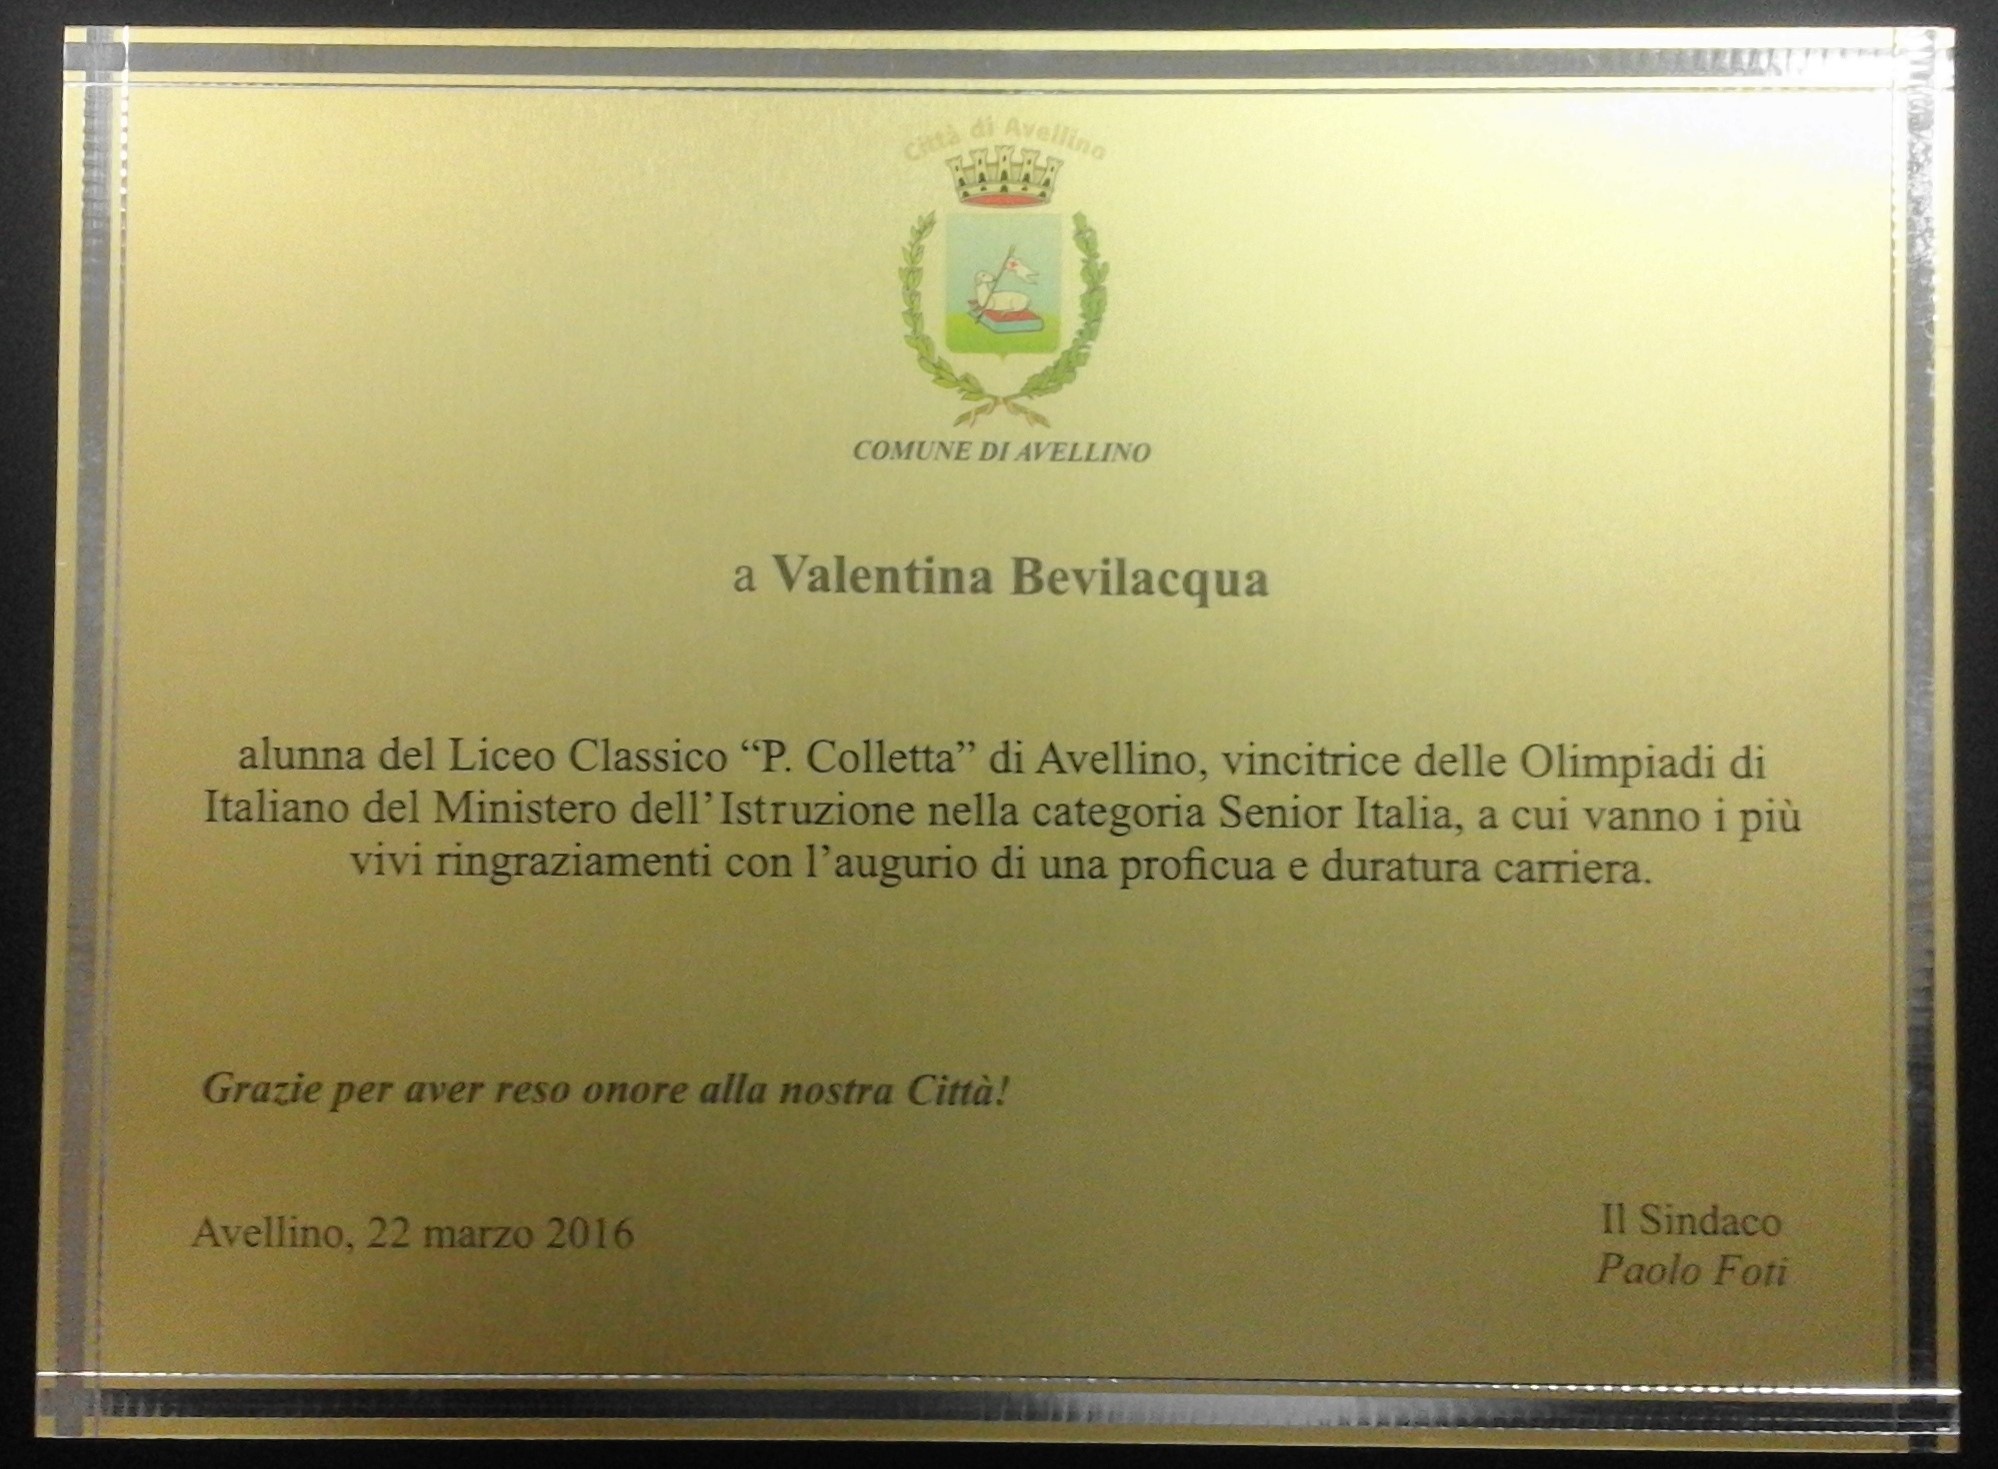 Città di Avellino
COMUNE DI AVELLINO
a Valentina Bevilacqua
alunna del Liceo Classico “P. Colletta” di Avellino, vincitrice delle Olimpiadi di
Italiano del Ministero dell’Istruzione nella categoria Senior Italia, a cui vanno i più
vivi ringraziamenti con l’augurio di una proficua e duratura carriera.
Grazie per aver reso onore alla nostra Città!
Avellino, 22 marzo 2016
Il Sindaco
Paolo Foti